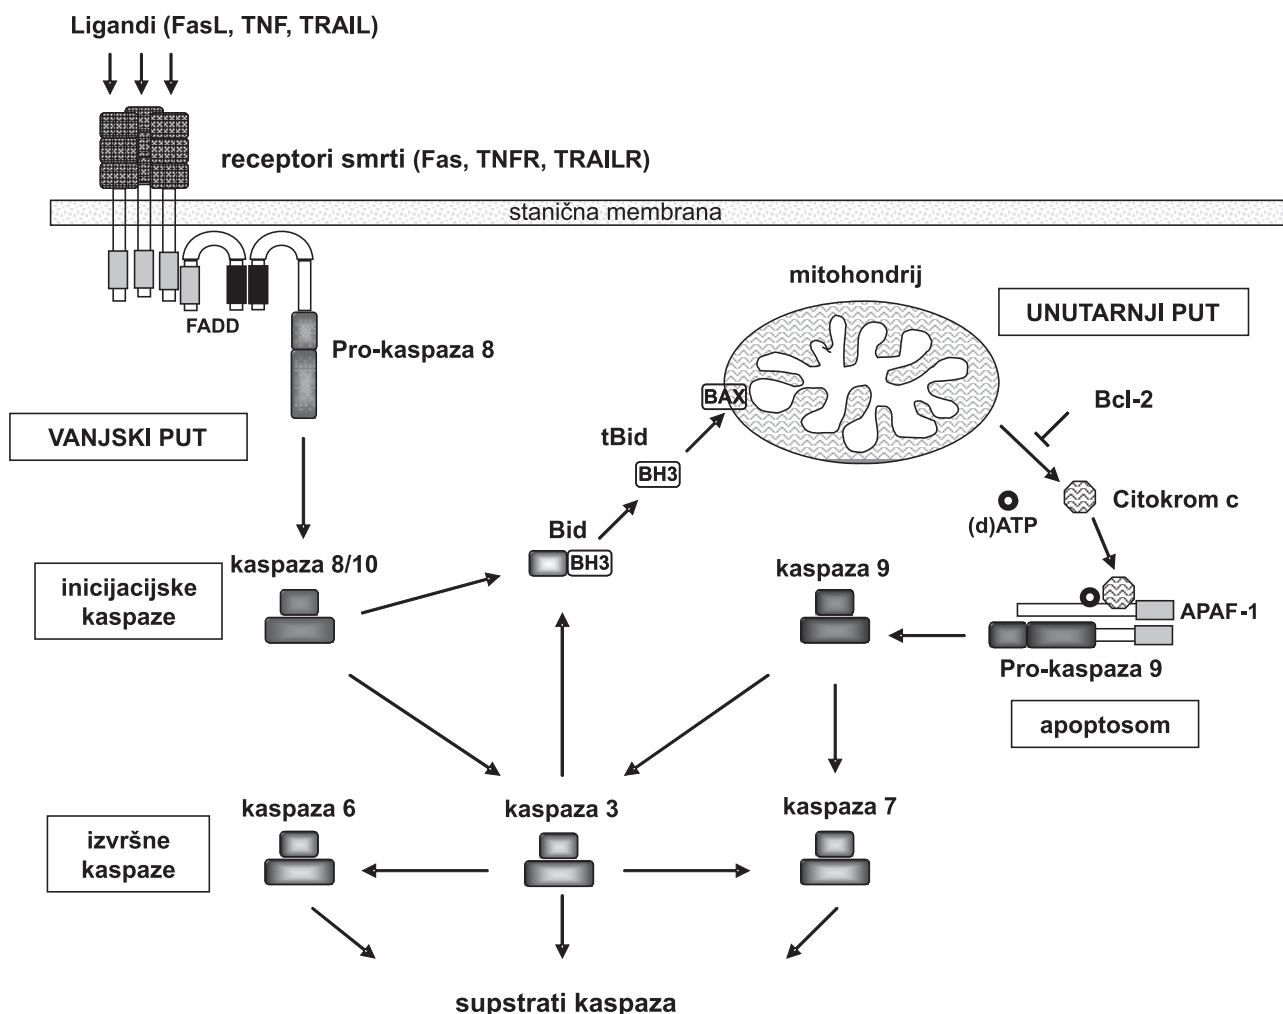 Ligandi (FasL, TNF, TRAIL)
receptori smrti (Fas, TNFR, TRAILR)
stanična membrana
FADD
Pro-kaspaza 8
mitohondrij
UNUTARNJI PUT
BAX
Bcl-2
VANJSKI PUT
tBid
BH3
Citokrom c
(d)ATP
Bid
BH3
kaspaza 8/10
kaspaza 9
inicijacijske
kaspaze
APAF-1
Pro-kaspaza 9
apoptosom
kaspaza 6
kaspaza 3
kaspaza 7
izvršne
kaspaze
supstrati kaspaza